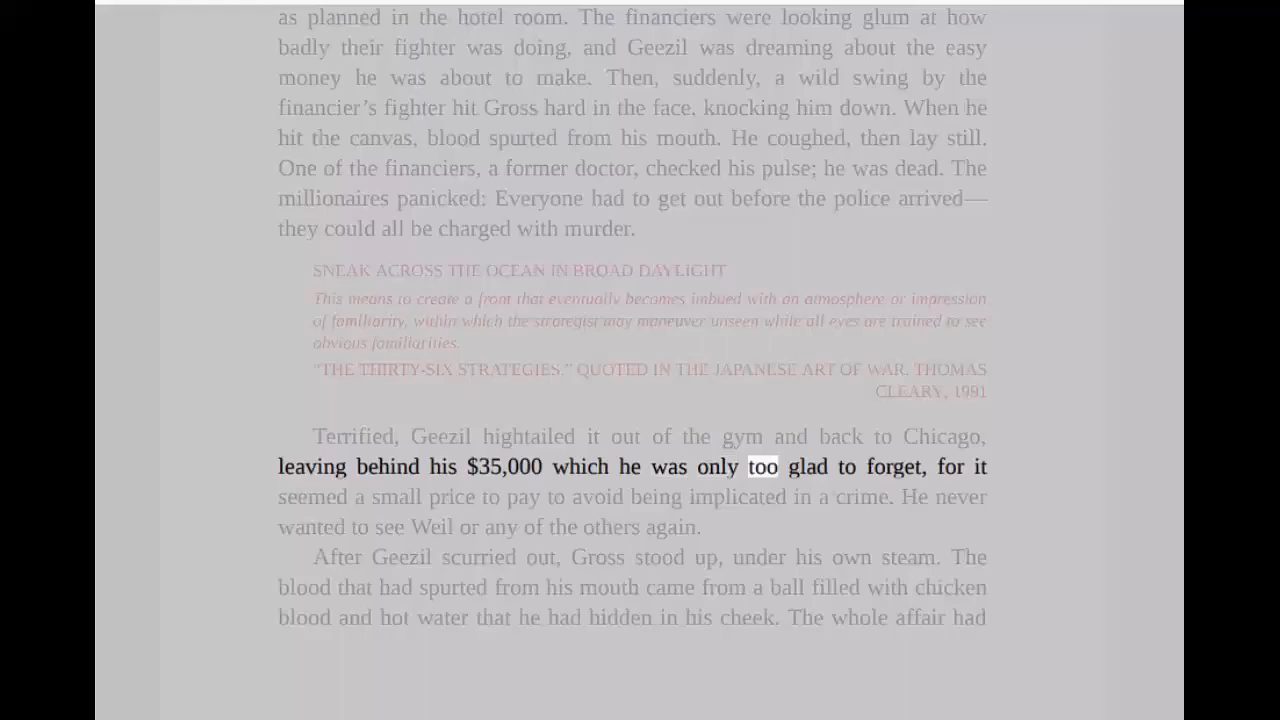 as planned in the hotel room. The financiers were looking glum at how
badly their fighter was doing, and Geezil was dreaming about the easy
money he was about to make. Then, suddenly, a wild swing by the
financier’s fighter hit Gross hard in the face, knocking him down. When he
hit the canvas, blood spurted from his mouth. He coughed, then lay still.
One of the financiers, a former doctor, checked his pulse; he was dead. The
millionaires panicked: Everyone had to get out before the police arrived—
they could all be charged with murder.
SNEAK ACROSS THE OCEAN IN BROAD DAYLIGHT
This means to create a front that eventually becomes imbued with an atmosphere or impression
of familiarity, within which the strategist may maneuver unseen while all eyes are trained to see
obvious familiarities.
“THE THIRTY-SIX STRATEGIES,” QUOTED IN THE JAPANESE ART OF WAR, THOMAS
CLEARY, 1991
Terrified, Geezil hightailed it out of the gym and back to Chicago,
leaving behind his $35,000 which he was only too glad to forget, for it
seemed a small price to pay to avoid being implicated in a crime. He never
wanted to see Weil or any of the others again.
After Geezil scurried out, Gross stood up, under his own steam. The
blood that had spurted from his mouth came from a ball filled with chicken
blood and hot water that he had hidden in his cheek. The whole affair had